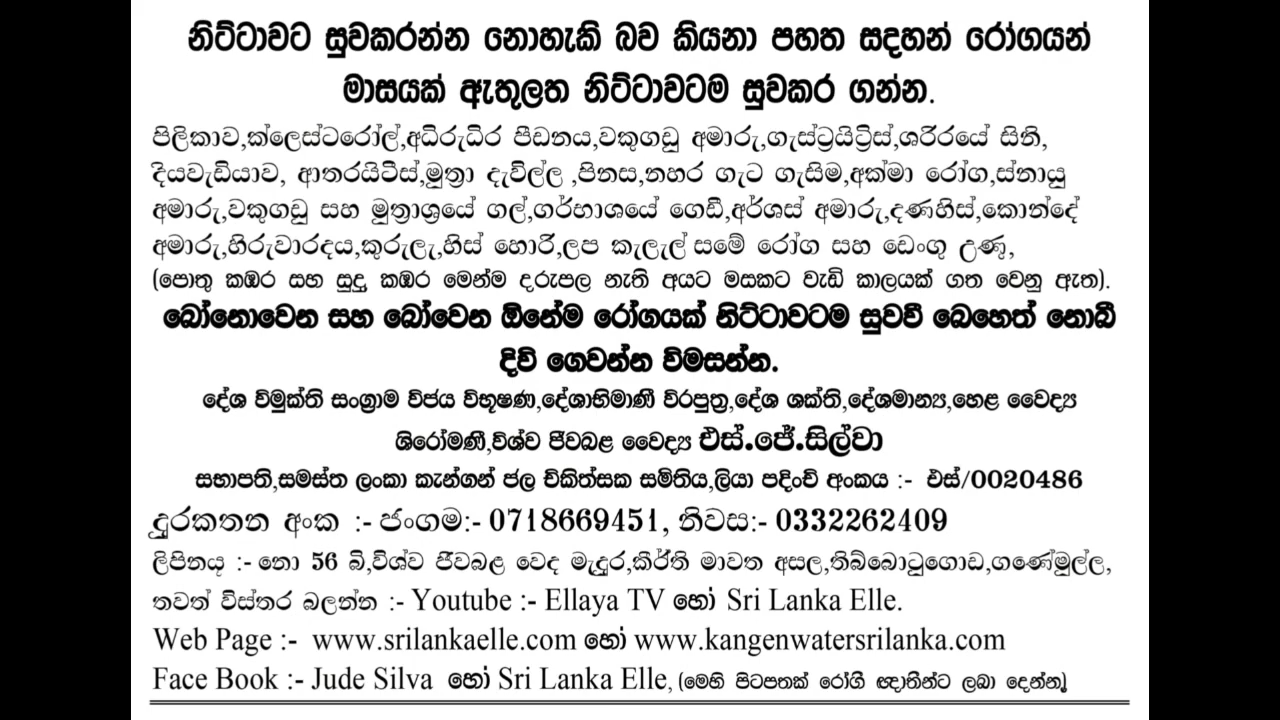 නිට්ටාවට සුවකරන්න නොහැකි බව කියනා පහත සඳහන් රෝගයන්
මාසයක් ඇතුලත නිට්ටාවටම සුවකර ගන්න.
පිලිකාව,ක්ලෙස්ටරෝල්,අධිරුධිර පීඩනය,වකුගඩු අමාරු,ගැස්ට්‍රයිට්‍රිස්,ශරීරයේ සීනි,
දියවැඩියාව, ආතරයිටීස්,මුත්‍රා දැවිල්ල ,පීනස,නහර ගැට ගැසීම,අක්මා රෝග,ස්නායු
අමාරු,වකුගඩු සහ මුත්‍රාශ්‍රයේ ගල්,ගර්භාශයේ ගෙඩි,අර්ශස් අමාරු,දණහිස්,කොන්දේ
අමාරු,හිරුවාරදය,කුරුලෑ,හිස් හොරි,ලප කැලැල් සමේ රෝග සහ ඩෙංගු උණු,
(පොතු කඹර සහ සුදු කඹර මෙන්ම දරුපල නැති අයට මසකට වැඩි කාලයක් ගත වෙනු ඇත).
බෝනොවෙන සහ බෝවෙන ඕනේම රෝගයක් නිට්ටාවටම සුවවී බෙහෙත් නොබී
දිවි ගෙවන්න විමසන්න.
දේශ විමුක්ති සංග්‍රාම විජය විභූෂණ,දේශාභිමාණී වීරපුත්‍ර,දේශ ශක්ති,දේශමාන්‍ය,හෙළ වෛද්‍ය
ශිරෝමණී,විශ්ව ජීවබළ වෛද්‍ය එස්.ජේ.සිල්වා
සභාපති,සමස්ත ලංකා කැන්ගන් ජල චිකිත්සක සමිතිය,ලියා පදිංචි අංකය :- එස්/0020486
දුරකතන අංක :- ජංගම:- 0718669451, නිවස:- 0332262409
ලිපිනයූ :- නො 56 බී,විශ්ව ජීවබළ වෙද මැදුර,කීර්ති මාවත අසල,තිබ්බොටුගොඩ,ගණේමුල්ල,
තවත් විස්තර බලන්න :- Youtube :- Ellaya TV හෝ Sri Lanka Elle.
Web Page :- www.srilankaelle.com හෝ www.kangenwatersrilanka.com
Face Book :- Jude Silva හෝ Sri Lanka Elle, (මෙහි පිටපතක් රෝගී ඥාතීන්ට ලබා දෙන්න)